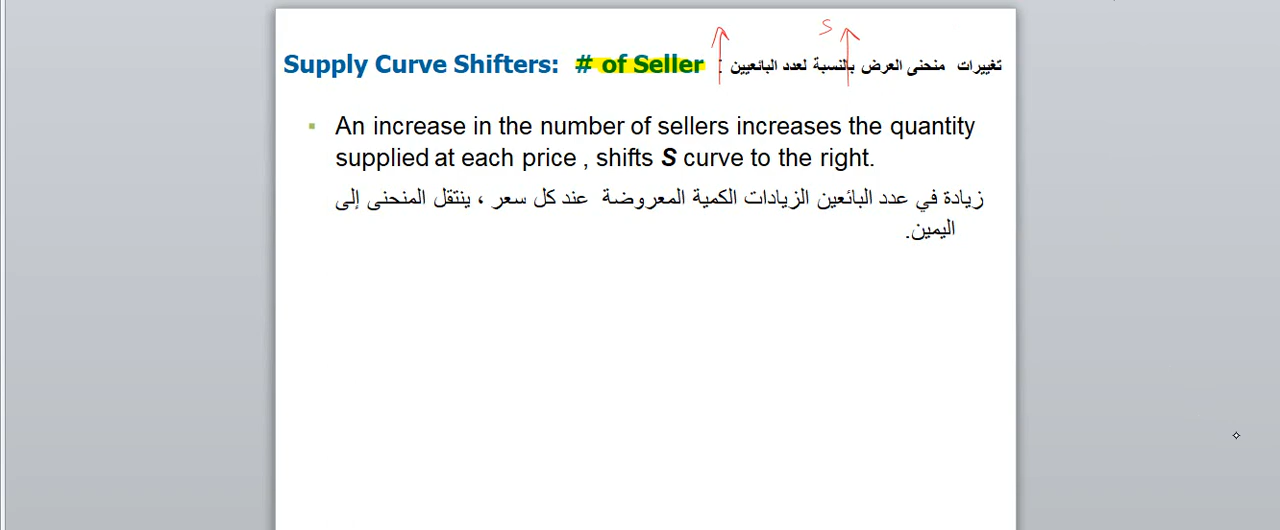 S
Supply Curve Shifters: # of Seller : تغييرات منحنى العرض بالنسبة لعدد البائعيين
▪ An increase in the number of sellers increases the quantity
supplied at each price , shifts S curve to the right.
زيادة في عدد البائعين الزيادات الكمية المعروضة عند كل سعر ، ينتقل المنحنى إلى
اليمين.